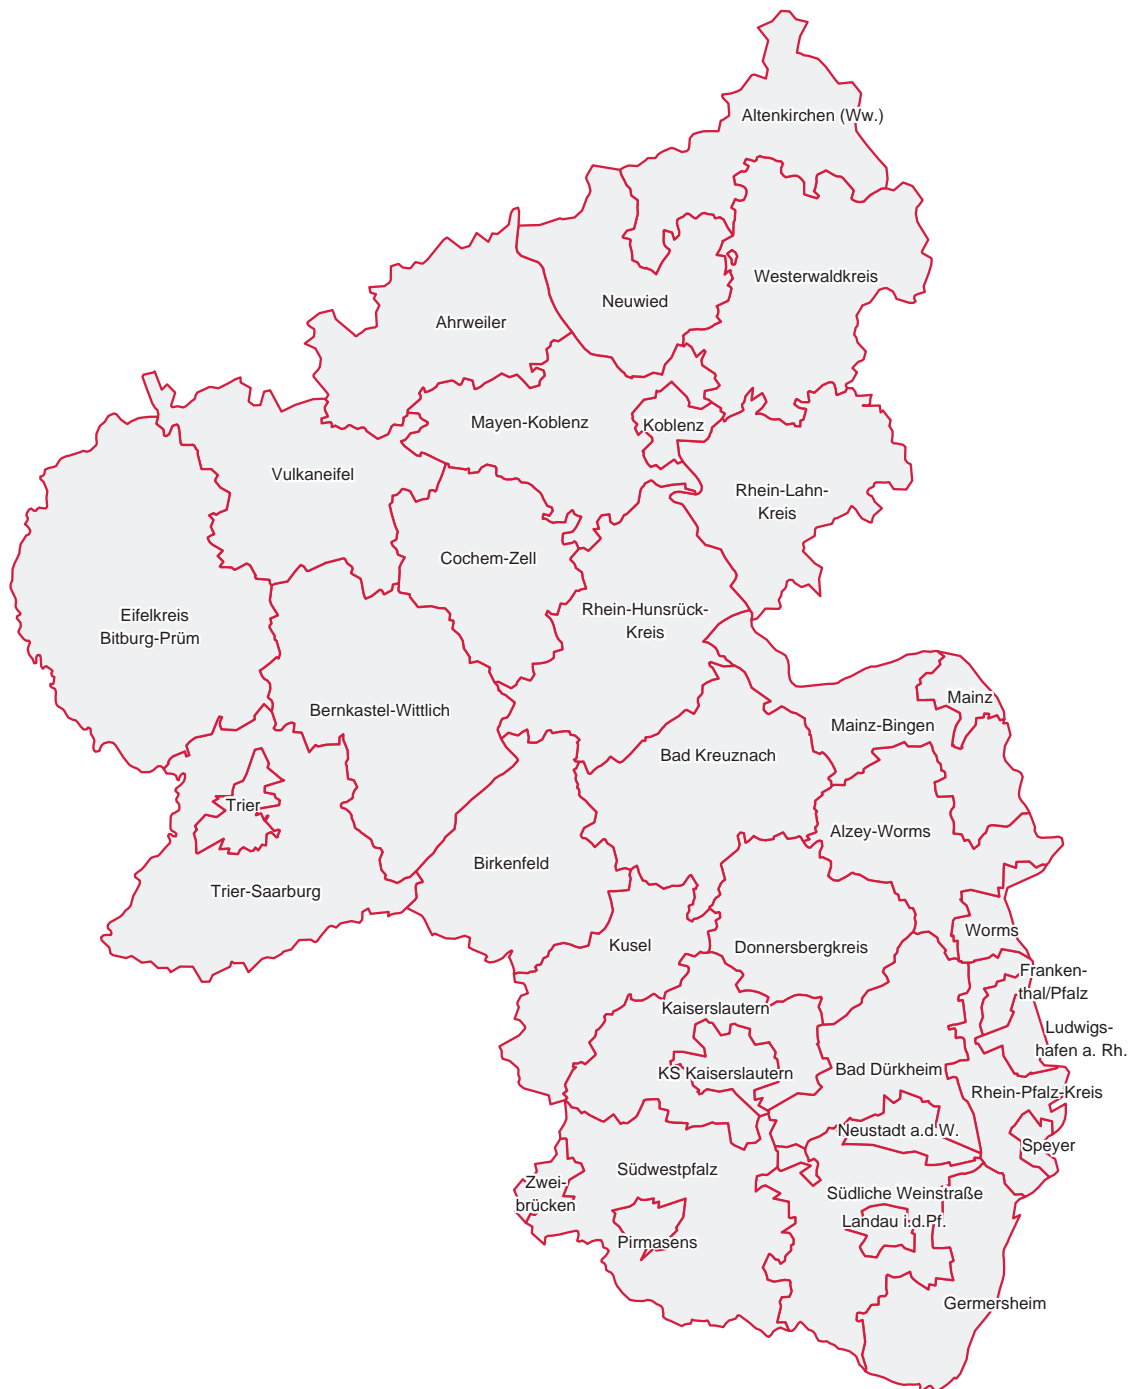 Altenkirchen (Ww.)
Westerwaldkreis
Neuwied
Ahrweiler
Mayen-Koblenz
Koblenz
Vulkaneifel
Rhein-Lahn-
Kreis
Cochem-Zell
Eifelkreis
Bitburg-Prüm
Rhein-Hunsrück-
Kreis
Bernkastel-Wittlich
Mainz
Mainz-Bingen
Bad Kreuznach
Trier
Alzey-Worms
Birkenfeld
Trier-Saarburg
Worms
Kusel
Donnersbergkreis
Franken-
thal/Pfalz
Kaiserslautern
Ludwigs-
hafen a. Rh.
KS Kaiserslautern
Bad Dürkheim
Rhein-Pfalz-Kreis
Neustadt a.d.W.
Speyer
Südwestpfalz
Zwei-
brücken
Südliche Weinstraße
Landau i.d.Pf.
Pirmasens
Germersheim